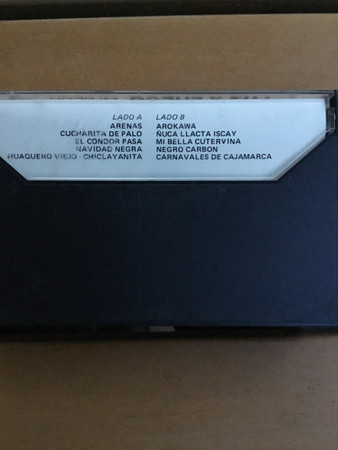 LADO A
ARENAS
CUCHARITA DE PALO
EL CONDOR PASA
NAVIDAD NEGRA
HUAQUERO VIEJO - CHICLAYANITA
LADO B
AROKAWA
ÑUCA LLACTA ISCAY
MI BELLA CUTERVINA
NEGRO CARBON
CARNAVALES DE CAJAMARCA